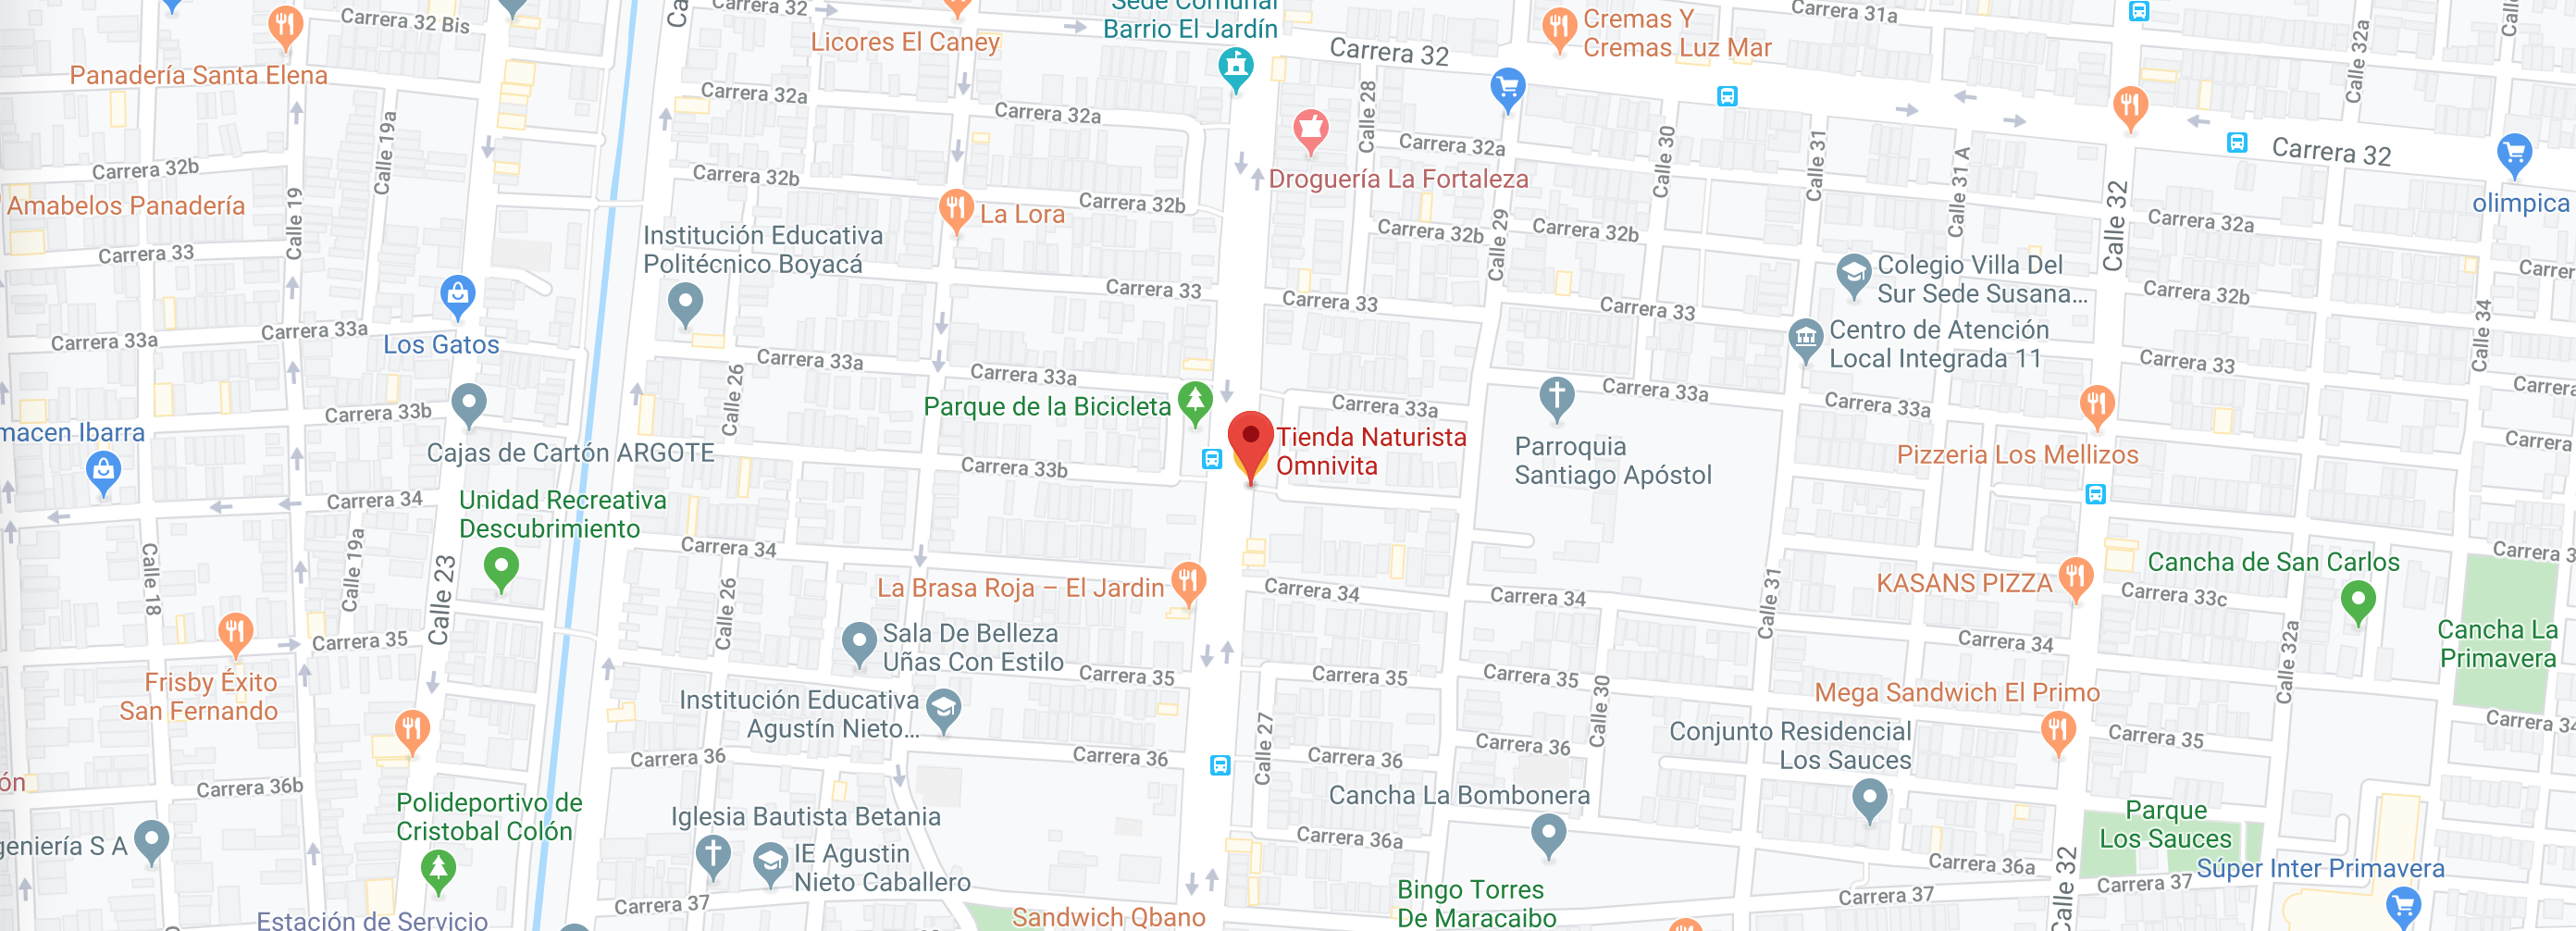 Carrera 32 Bis
Panadería Santa Elena
Carrera 32
Licores El Caney
Sede Comunal
Barrio El Jardín
Carrera 32
Cremas Y
Cremas Luz Mar
Carrera 31a
Calle 32a
Carrera 32a
Carrera 32a
Calle 28
Carrera 32a
Calle 30
Calle 31
Calle 31 A
Carrera 32
Calle 19a
Carrera 32b
Carrera 32b
Carrera 32b
Droguería La Fortaleza
Amabelos Panadería
Calle 19
La Lora
olimpica
Calle 32
Carrera 32a
Carrera 33
Institución Educativa
Politécnico Boyacá
Carrera 32b
Calle 29
Carrera 32b
Colegio Villa Del
Sur Sede Susana...
Carrera 33
Carrera 33
Carrera 33
Carrera 32b
Calle 34
Carrera 33a
Carrera 33a
Los Gatos
Centro de Atención
Local Integrada 11
Carrera 33
Carrera 33a
Carrera 33a
Calle 26
Carrera 33a
Carrera 33a
Carrera 33a
Parque de la Bicicleta
Carrera 33b
macen Ibarra
Cajas de Cartón ARGOTE
Tienda Naturista
Omnivita
Parroquia
Santiago Apóstol
Pizzeria Los Mellizos
Carrera
Carrera 33b
Carrera 34
Unidad Recreativa
Descubrimiento
Carrera 34
Calle 18
Calle 19a
Calle 23
Calle 26
La Brasa Roja – El Jardin
Carrera 34
Carrera 34
Calle 31
KASANS PIZZA
Cancha de San Carlos
Carrera 33c
Carrera 35
Sala De Belleza
Uñas Con Estilo
Carrera 34
Calle 32a
Cancha La
Primavera
Frisby Éxito
San Fernando
Carrera 35
Carrera 35
Carrera 35
Calle 30
Mega Sandwich El Primo
Institución Educativa
Agustín Nieto...
Calle 27
Conjunto Residencial
Los Sauces
Carrera 35
Carrera 36
Carrera 36
Carrera 36
Carrera 36
ón
Carrera 36b
Cancha La Bombonera
Polideportivo de
Cristobal Colón
Iglesia Bautista Betania
Parque
Los Sauces
geniería S A
IE Agustin
Nieto Caballero
Carrera 36a
Carrera 36a
Súper Inter Primavera
Calle 32
Carrera 37
Carrera 37
Carrera 37
Bingo Torres
De Maracaibo
Estación de Servicio
Sandwich Qbano